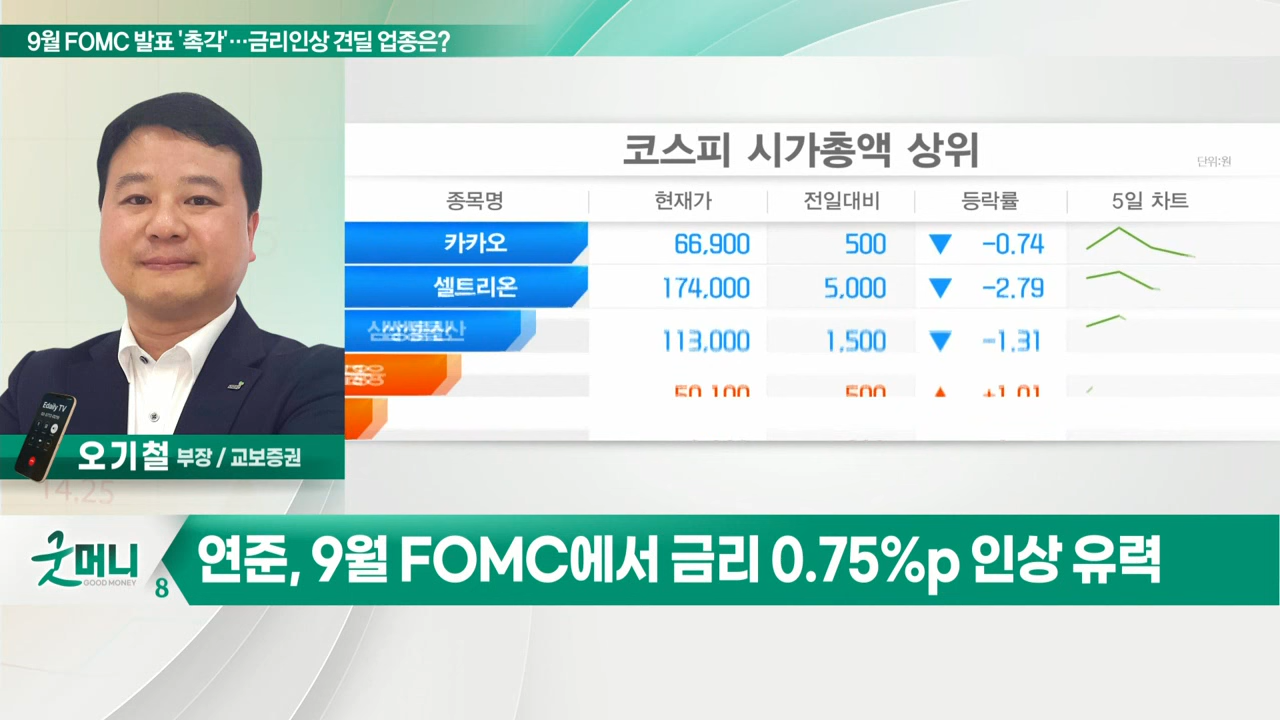 9월 FOMC 발표 '촉각'…금리인상 견딜 업종은?
코스피 시가총액 상위
단위:원
종목명 현재가 전일대비 등락률 5일 차트
카카오 66,900 500 ▼ -0.74
셀트리온 174,000 5,000 ▼ -2.79
113,000 1,500 ▼ -1.31
50,100 500 ▲ +1.01
Edaily TV
오기철 부장 / 교보증권
14.25
굿머니
GOOD MONEY
8
연준, 9월 FOMC에서 금리 0.75%p 인상 유력